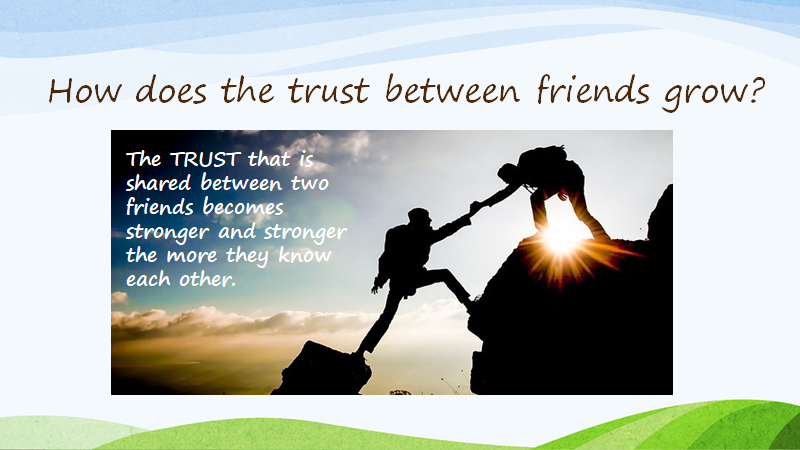 How does the trust between friends grow?
The TRUST that is
shared between two
friends becomes
stronger and stronger
the more they know
each other.